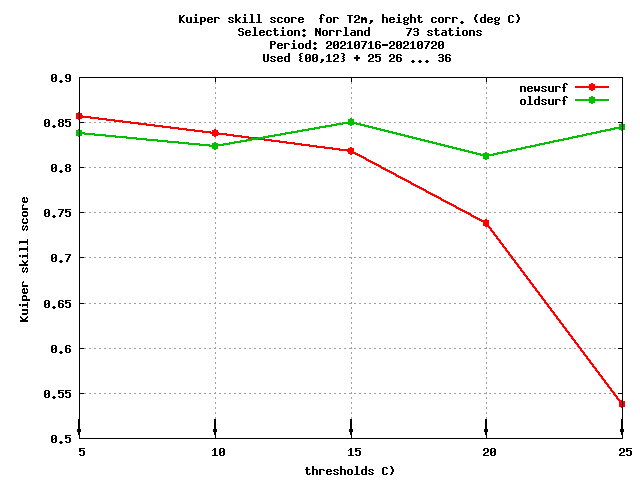 Kuiper skill score  for T2m, height corr. (deg C)
Selection: Norrland     73 stations
Period: 20210716-20210720
Used {00,12} + 25 26 ... 36
newsurf
oldsurf
0.9
0.85
0.8
0.75
0.7
0.65
0.6
0.55
0.5
Kuiper skill score
5 10 15 20 25
thresholds C)